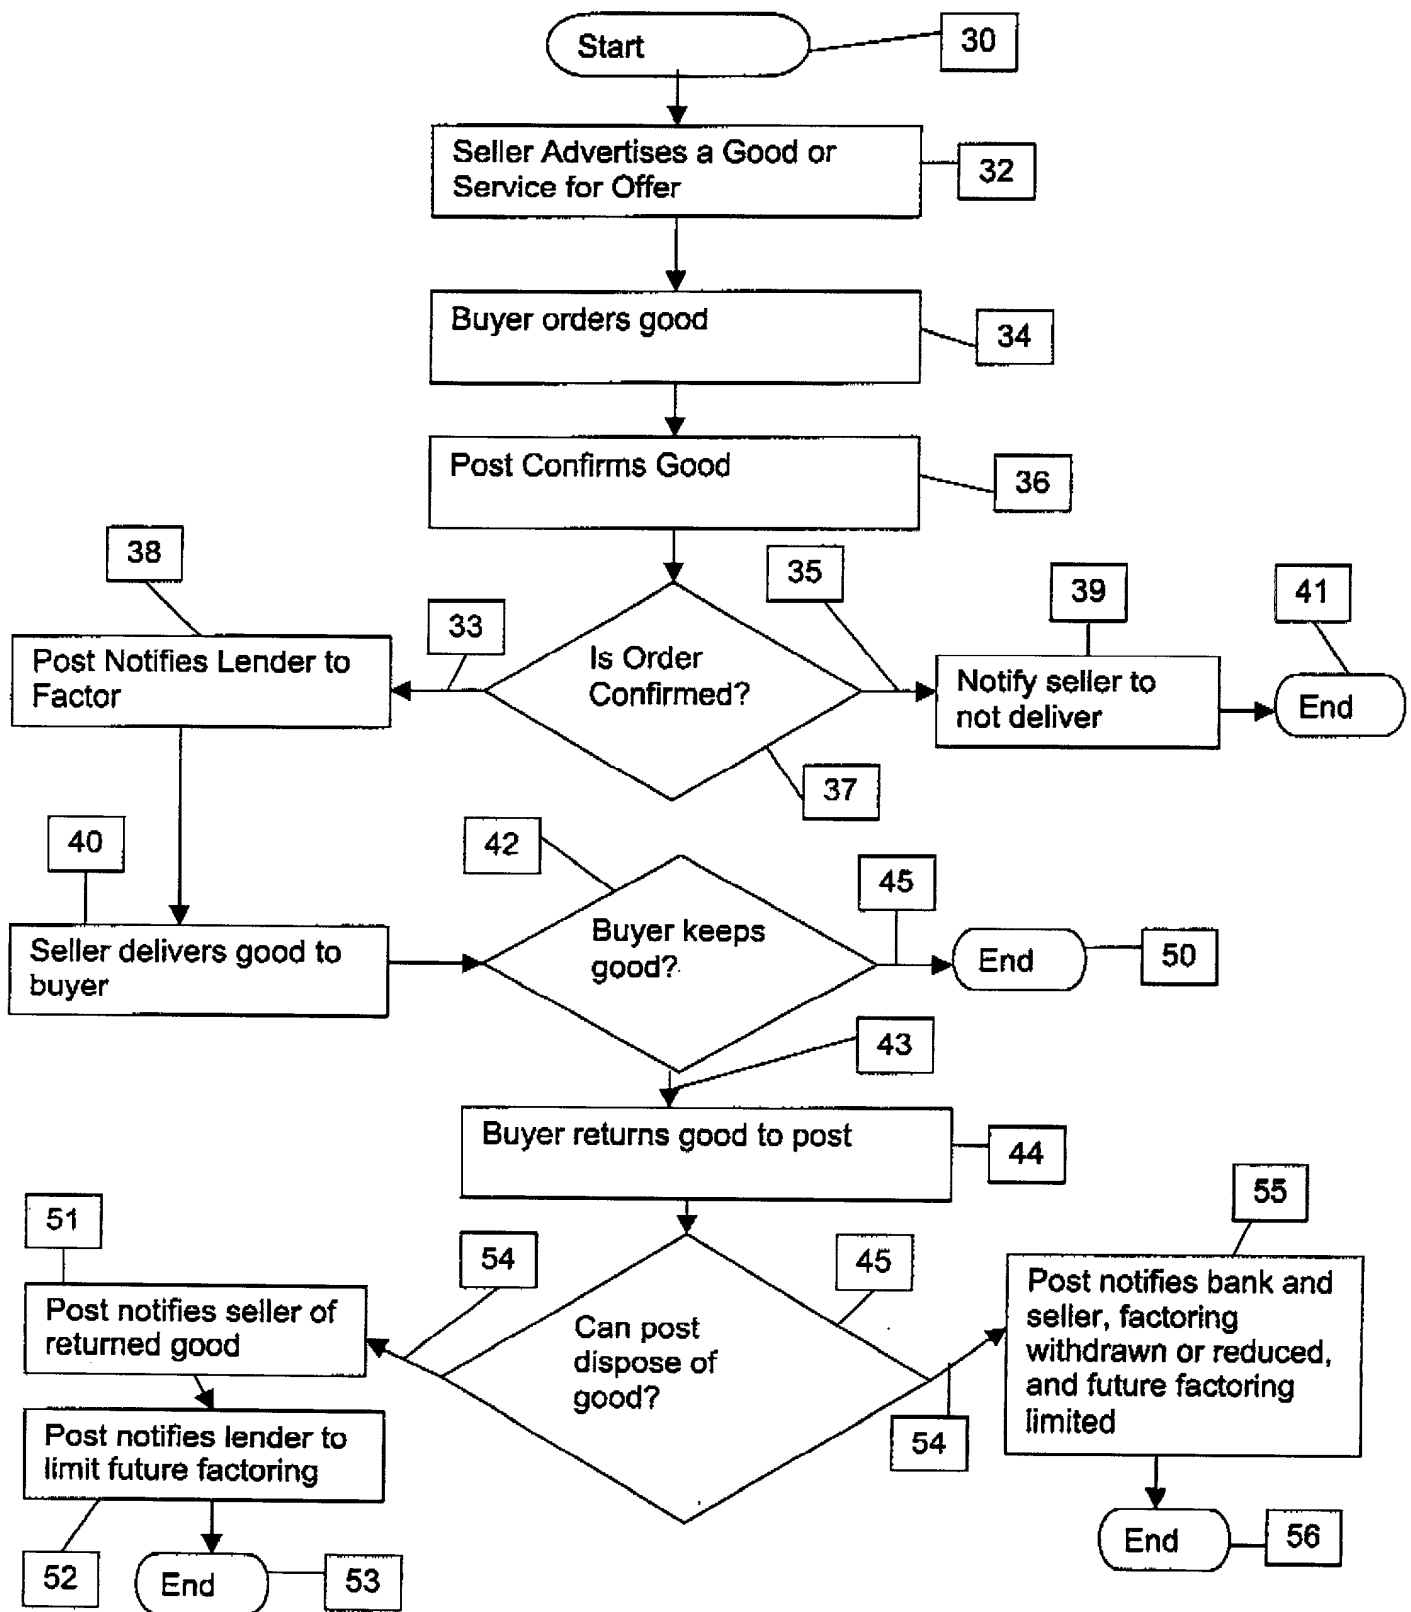 Start
30
Seller Advertises a Good or
Service for Offer
32
Buyer orders good
34
Post Confirms Good
36
38
33
35
39
41
Post Notifies Lender to
Factor
Is Order
Confirmed?
Notify seller to
not deliver
End
37
40
42
45
Seller delivers good to
buyer
Buyer keeps
good?
End
50
43
Buyer returns good to post
44
51
54
45
55
Post notifies seller of
returned good
Can post
dispose of
good?
Post notifies bank and
seller, factoring
withdrawn or reduced,
and future factoring
limited
Post notifies lender to
limit future factoring
54
52
End
53
End
56